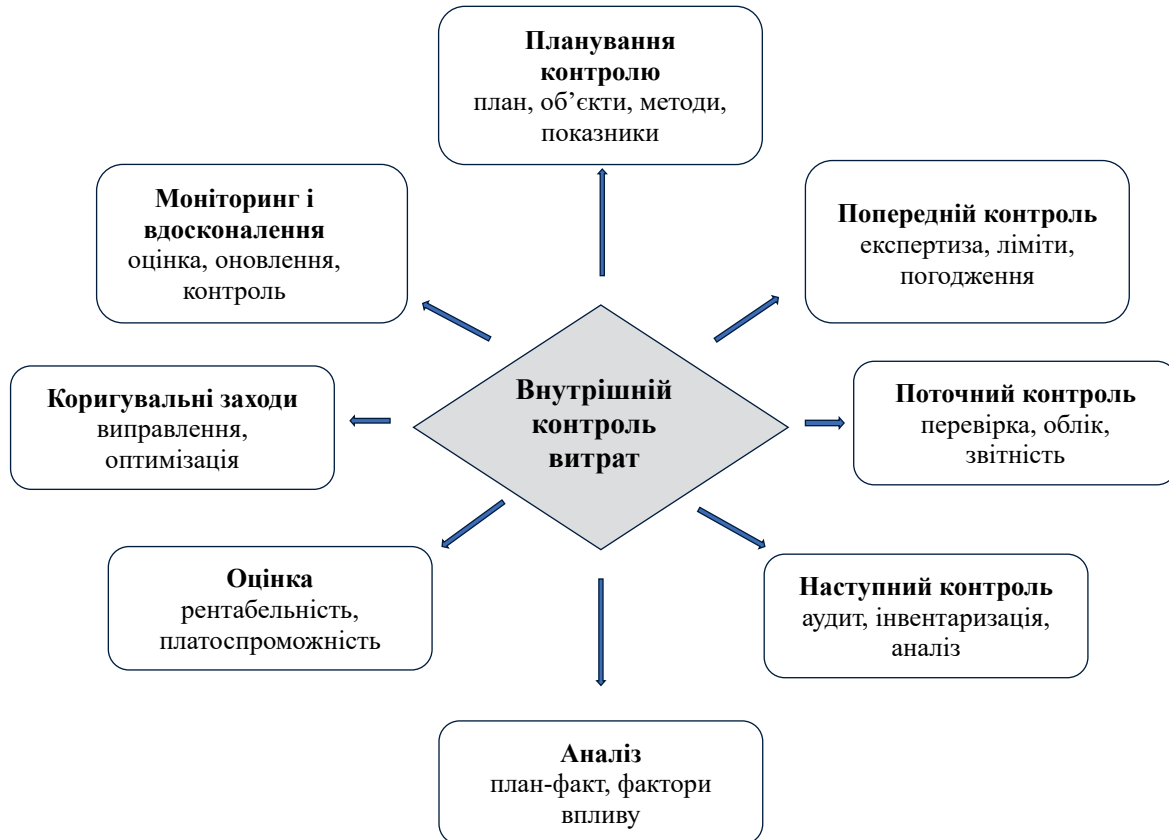 Планування
контролю
план, об’єкти, методи,
показники
Моніторинг і
вдосконалення
оцінка, оновлення,
контроль
Попередній контроль
експертиза, ліміти,
погодження
Коригувальні заходи
виправлення,
оптимізація
Внутрішній
контроль
витрат
Поточний контроль
перевірка, облік,
звітність
Оцінка
рентабельність,
платоспроможність
Наступний контроль
аудит, інвентаризація,
аналіз
Аналіз
план-факт, фактори
впливу